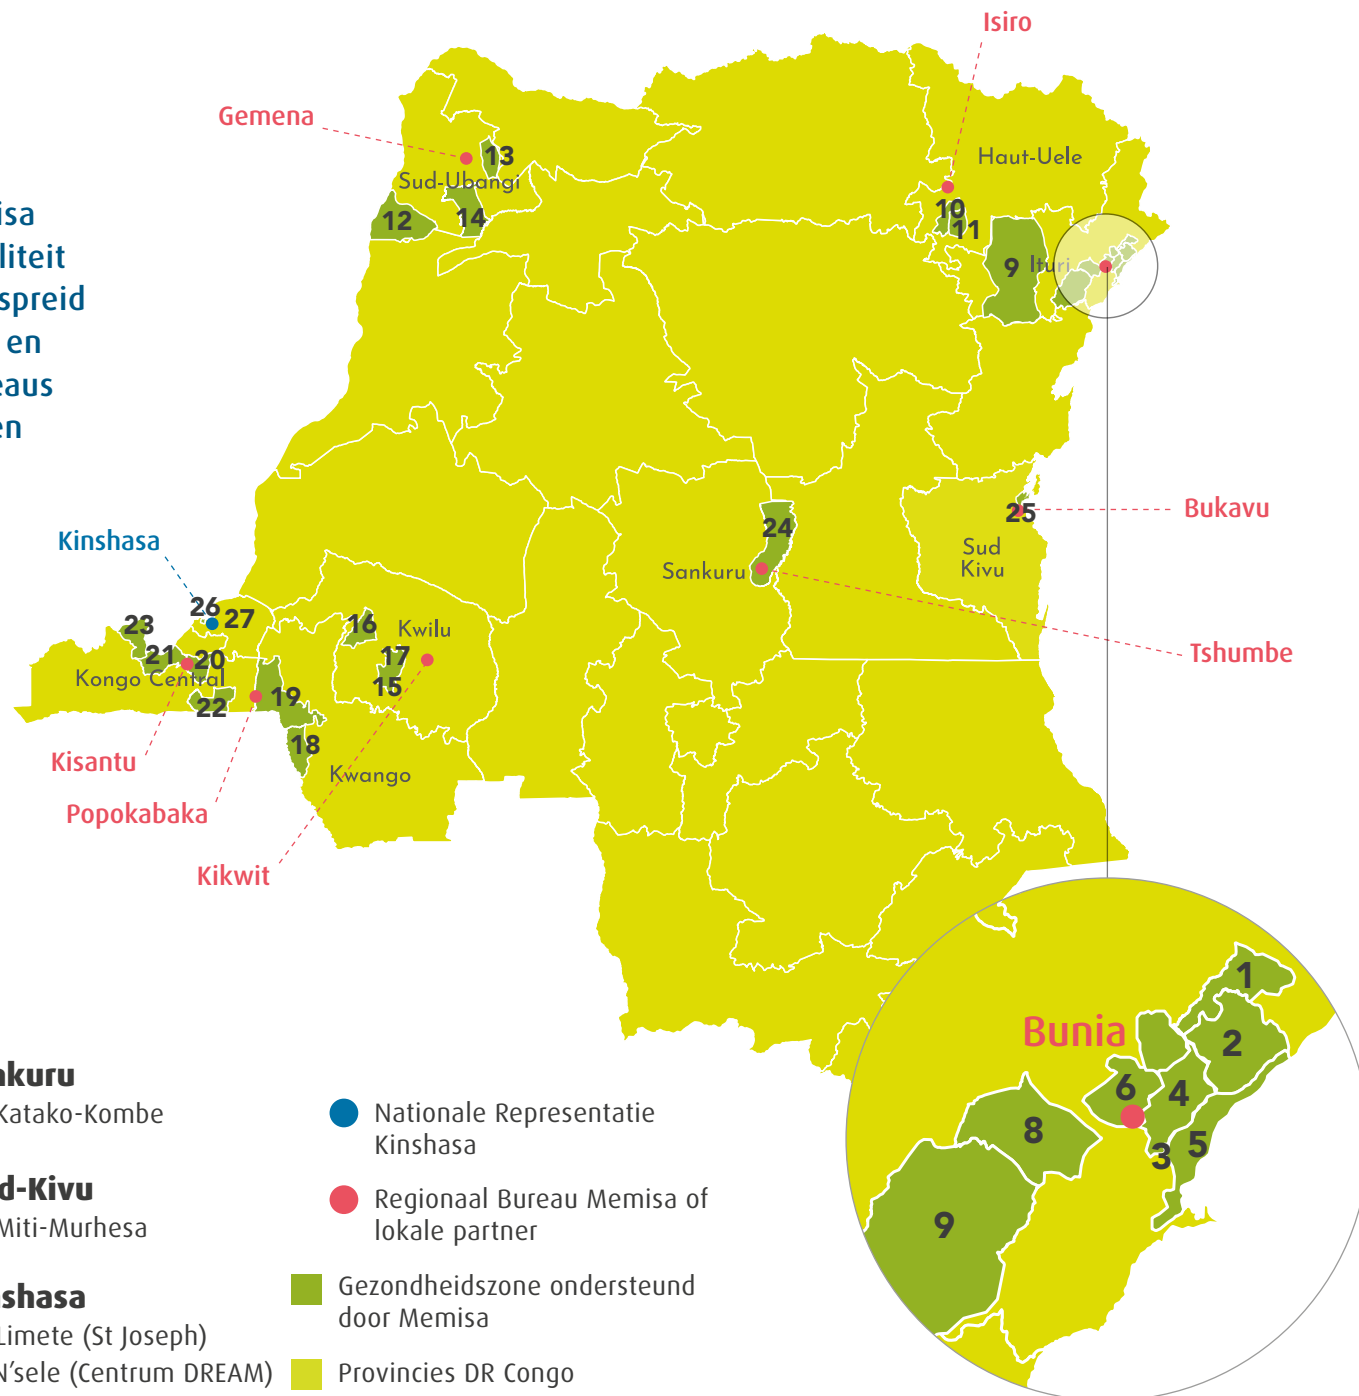 Isiro
Gemena
13
Haut-Uele
Sud-Ubangi
10
12
14
11
9
Ituri
liteit
spreid
en
eaus
en
24
25
Bukavu
Kinshasa
Sud
Kivu
Sankuru
26
27
23
16
Kwilu
17
21
20
Tshumbe
Kongo Central
15
19
22
18
Kisantu
Kwango
Popokabaka
Kikwit
1
Bunia
2
6
4
8
3
5
9
nkuru
Katako-Kombe
d-Kivu
Miti-Murhesa
nshasa
Limete (St Joseph)
N'sele (Centrum DREAM)
Nationale Representatie
Kinshasa
Regionaal Bureau Memisa of
lokale partner
Gezondheidszone ondersteund
door Memisa
Provincies DR Congo